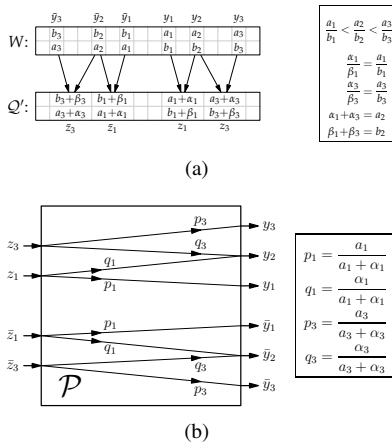 ȳ₃ ȳ₂ ȳ₁ y₁ y₂ y₃
W: b₃ b₂ b₁ a₁ a₂ a₃
a₃ a₂ a₁ b₁ b₂ b₃
Q′: b₃+β₃ b₁+β₁ a₁+α₁ a₃+α₃
a₃+α₃ a₁+α₁ b₁+β₁ b₃+β₃
z̄₃ z̄₁ z₁ z₃
a₁/b₁ < a₂/b₂ < a₃/b₃
α₁/β₁ = a₁/b₁
α₃/β₃ = a₃/b₃
α₁+α₃ = a₂
β₁+β₃ = b₂
(a)
p₃ y₃
z₃ q₃ y₂
z₁ q₁
p₁ y₁
z̄₁ p₁ ȳ₁
q₁ ȳ₂
z̄₃ q₃
P p₃ ȳ₃
p₁ = a₁/(a₁ + α₁)
q₁ = α₁/(a₁ + α₁)
p₃ = a₃/(a₃ + α₃)
q₃ = α₃/(a₃ + α₃)
(b)